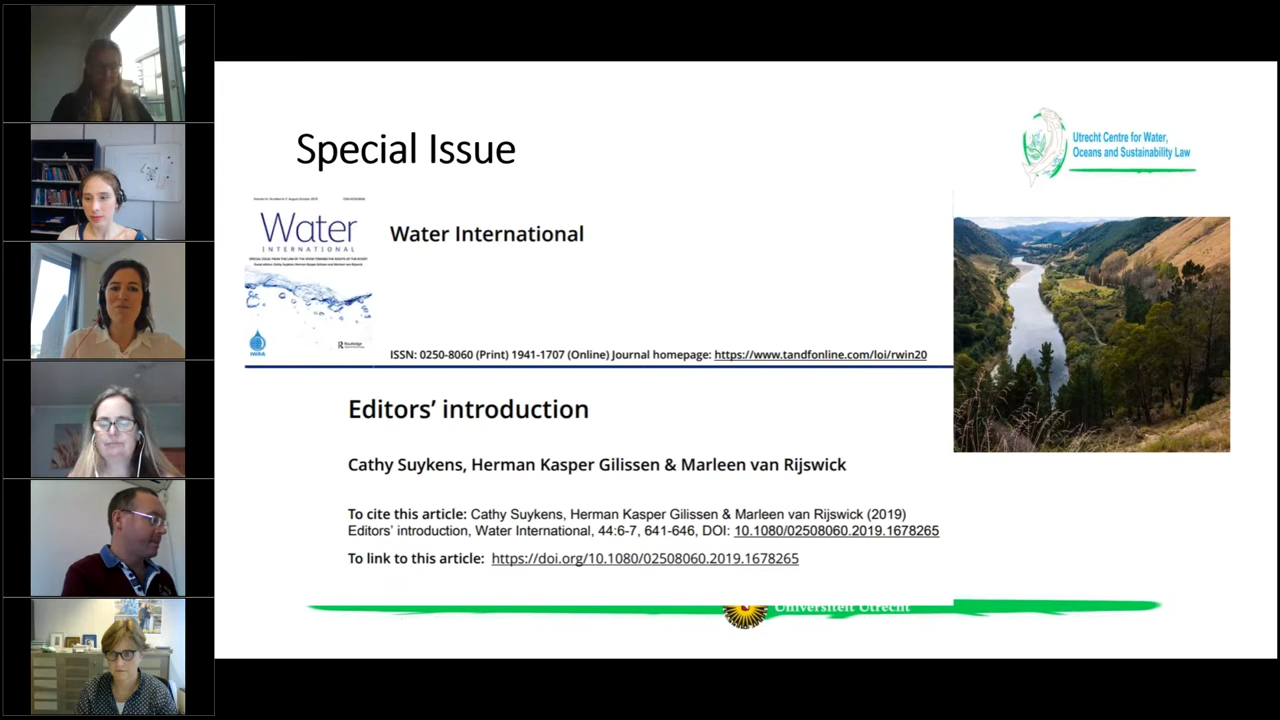 Special Issue
Utrecht Centre for Water,
Oceans and Sustainability Law
Water
INTERNATIONAL
Water International
IWRA
Routledge
ISSN: 0250-8060 (Print) 1941-1707 (Online) Journal homepage: https://www.tandfonline.com/loi/rwin20
Editors’ introduction
Cathy Suykens, Herman Kasper Gilissen & Marleen van Rijswick
To cite this article: Cathy Suykens, Herman Kasper Gilissen & Marleen van Rijswick (2019)
Editors’ introduction, Water International, 44:6-7, 641-646, DOI: 10.1080/02508060.2019.1678265
To link to this article: https://doi.org/10.1080/02508060.2019.1678265
Universiteit Utrecht